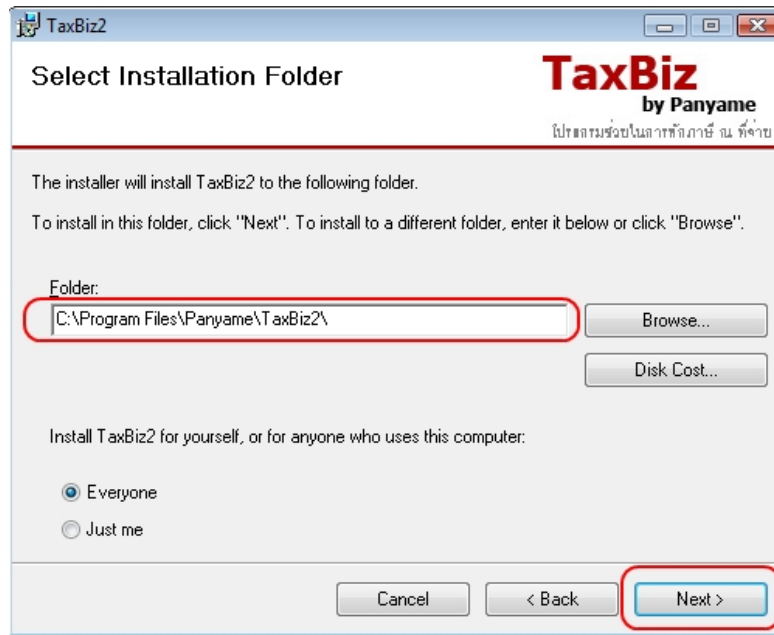 TaxBiz2
Select Installation Folder
TaxBiz
by Panyame
โปรแกรมช่วยในการหักภาษี ณ ที่จ่าย
The installer will install TaxBiz2 to the following folder.
To install in this folder, click "Next". To install to a different folder, enter it below or click "Browse".
Folder:
C:\Program Files\Panyame\TaxBiz2\
Browse...
Disk Cost...
Install TaxBiz2 for yourself, or for anyone who uses this computer:
Everyone
Just me
Cancel
< Back
Next >